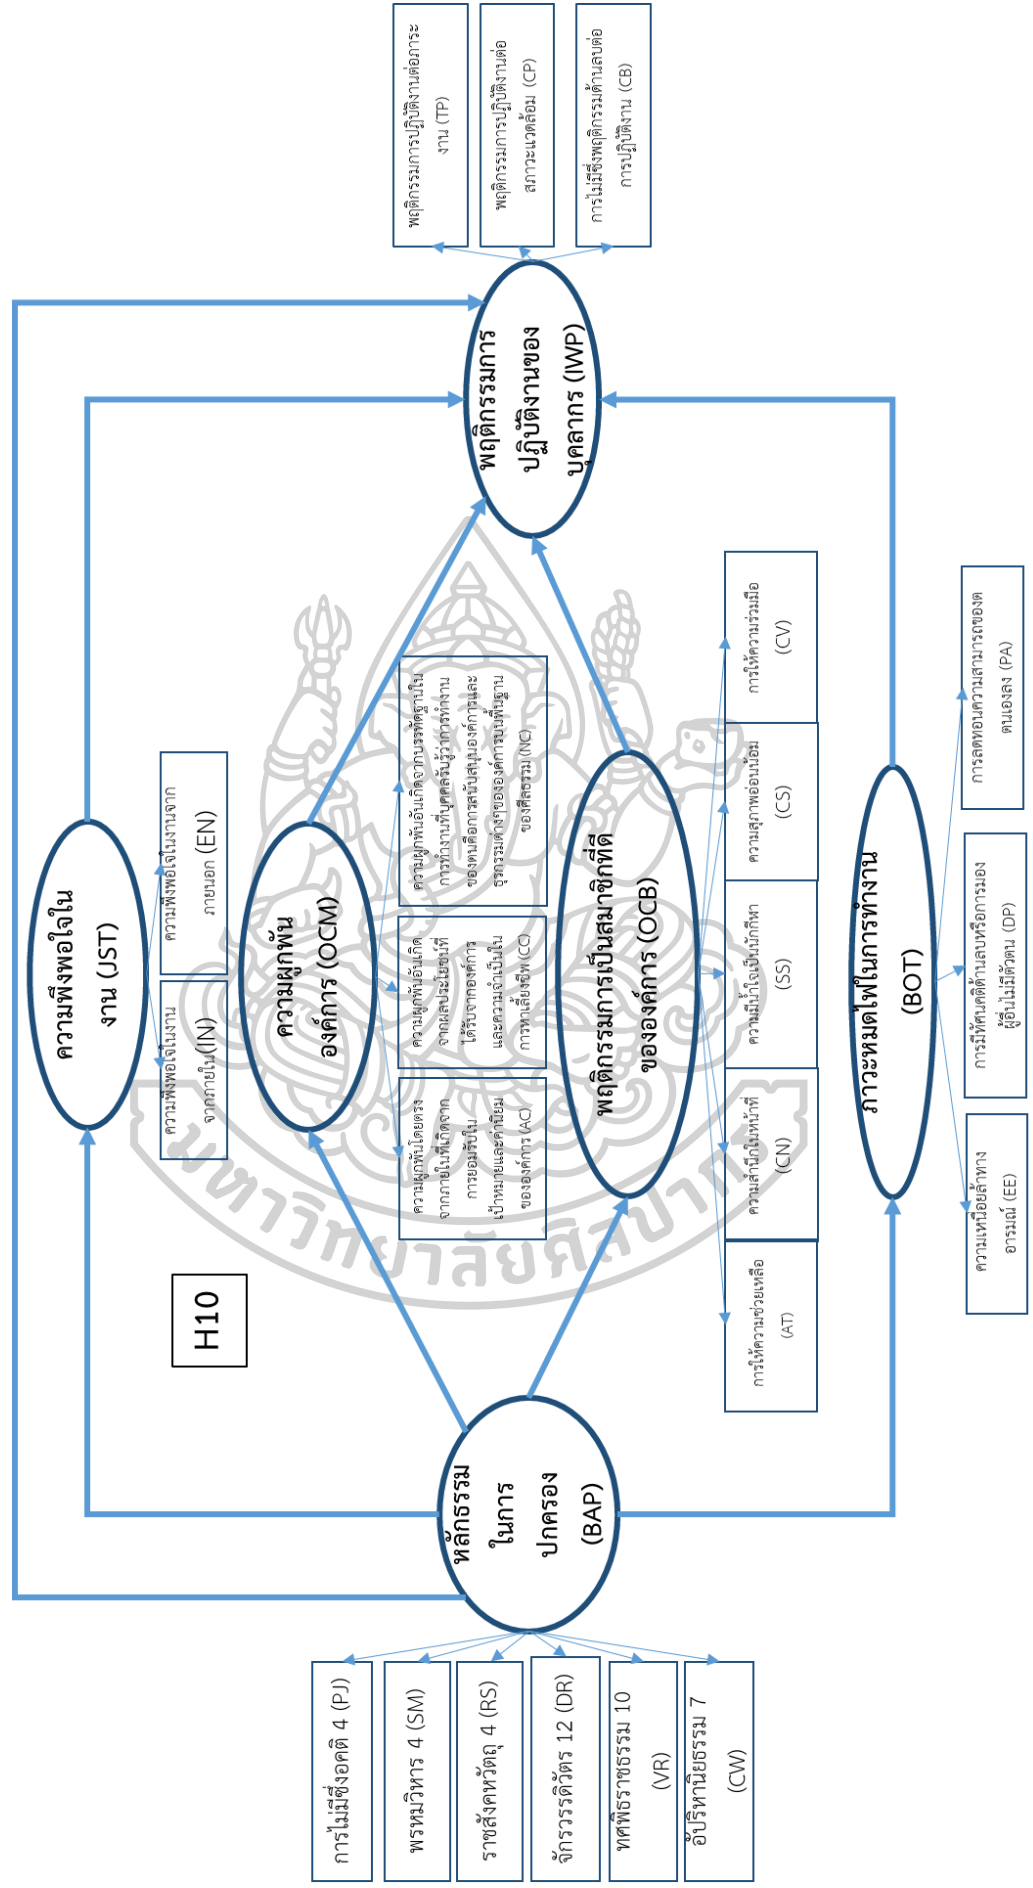 ความพึงพอใจใน
งาน (JST)
ความพึงพอใจในงาน
จากภายใน(IN)
ความพึงพอใจในงานจาก
ภายนอก (EN)
H10
ความผูกพัน
องค์การ (OCM)
ความผูกพันโดยตรง
จากภายในที่เกิดจาก
การยอมรับใน
เป้าหมายและค่านิยม
ขององค์การ (AC)
ความผูกพันอันเกิด
จากผลประโยชน์ที่
ได้รับจากองค์การ
และความจำเป็นใน
การหาเลี้ยงชีพ (CC)
ความผูกพันอันเกิดจากบรรทัดฐานใน
การทำงานที่บุคคลรับรู้ว่าการทำงาน
ของตนคือการสนับสนุนองค์การและ
ธุรกรรมต่างๆขององค์การบนพื้นฐาน
ของศีลธรรม (NC)
การไม่มีซึ่งอคติ 4 (PJ)
พรหมวิหาร 4 (SM)
ราชสังคหวัตถุ 4 (RS)
จักรวรรดิวัตร 12 (DR)
ทศพิธราชธรรม 10
(VR)
อปริหานิยธรรม 7
(CW)
หลักธรรม
ในการ
ปกครอง
(BAP)
พฤติกรรมการ
ปฏิบัติงานของ
บุคลากร (IWP)
พฤติกรรมการปฏิบัติงานต่อภาระ
งาน (TP)
พฤติกรรมการปฏิบัติงานต่อ
สภาวะแวดล้อม (CP)
การไม่มีซึ่งพฤติกรรมด้านลบต่อ
การปฏิบัติงาน (CB)
พฤติกรรมการเป็นสมาชิกที่ดี
ขององค์การ (OCB)
การให้ความช่วยเหลือ
(AT)
ความสำนึกในหน้าที่
(CN)
ความมีน้ำใจเป็นนักกีฬา
(SS)
ความสุภาพอ่อนน้อม
(CS)
การให้ความร่วมมือ
(CV)
ภาวะหมดไฟในการทำงาน
(BOT)
ความเหนื่อยล้าทาง
อารมณ์ (EE)
การมีทัศนคติด้านลบหรือการมอง
ผู้อื่นไม่มีตัวตน (DP)
การลดทอนความสามารถของต
ตนเองลง (PA)
มหาวิทยาลัยศิลปากร